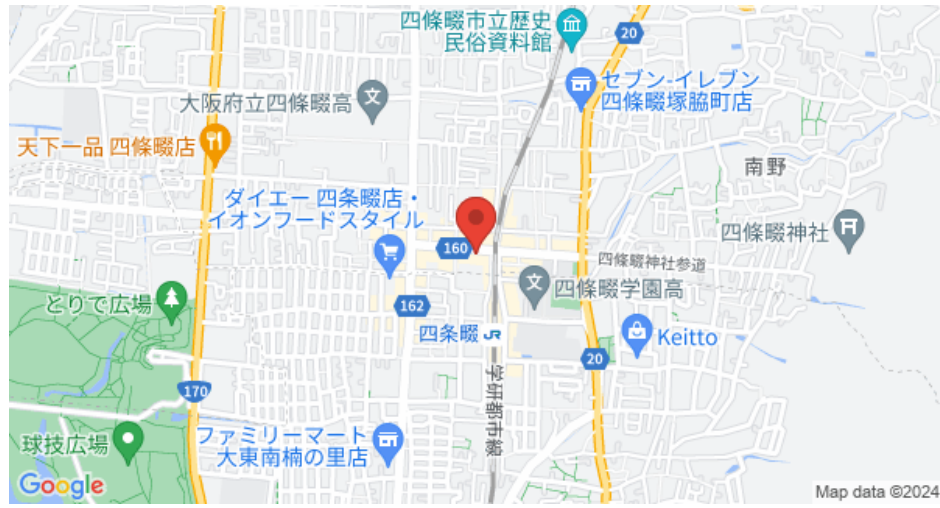 四條畷市立歴史
民俗資料館
20
セブン-イレブン
四條畷塚脇町店
大阪府立四條畷高
文
天下一品 四條畷店
南野
ダイエー 四条畷店・
イオンフードスタイル
160
四條畷神社
四條畷神社参道
文
四條畷学園高
とりで広場
162
四条畷 JR
Keitto
20
170
学研都市線
ファミリーマート
大東南楠の里店
球技広場
Google
Map data ©2024